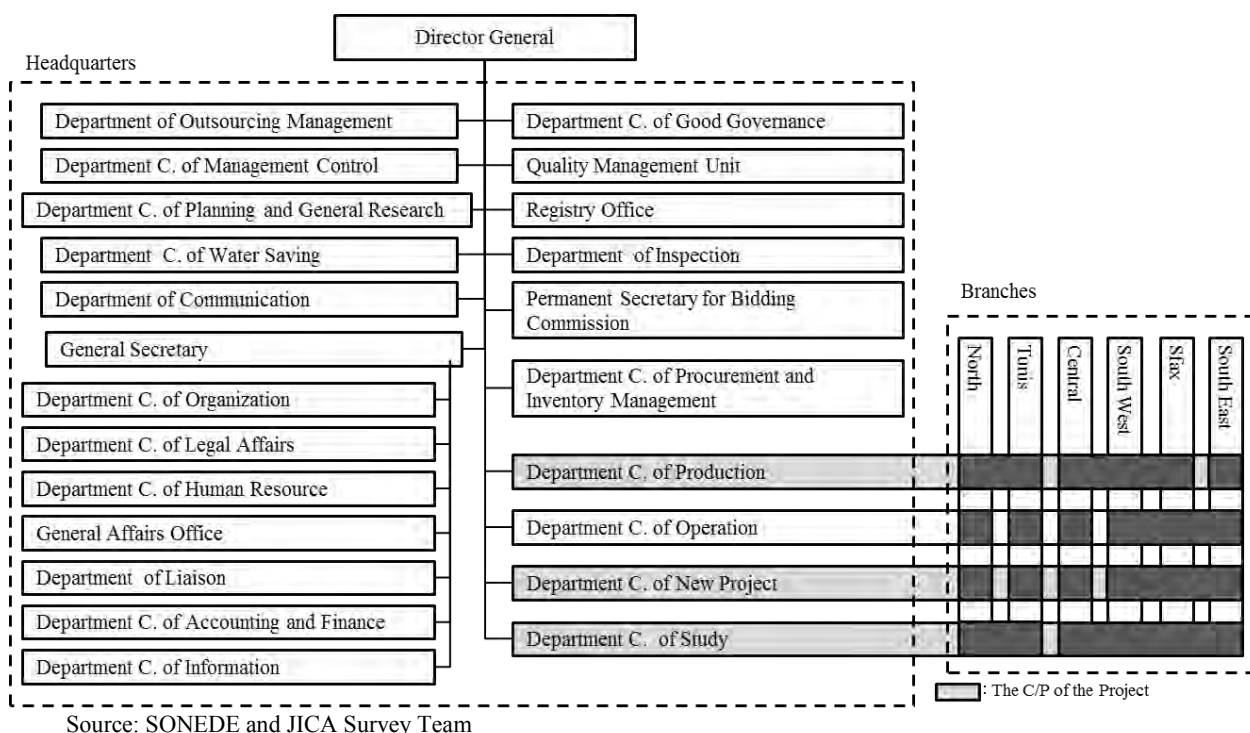 Director General
Headquarters
Department of Outsourcing Management
Department C. of Management Control
Department C. of Planning and General Research
Department C. of Water Saving
Department of Communication
General Secretary
Department C. of Organization
Department C. of Legal Affairs
Department C. of Human Resource
General Affairs Office
Department of Liaison
Department C. of Accounting and Finance
Department C. of Information
Department C. of Good Governance
Quality Management Unit
Registry Office
Department of Inspection
Permanent Secretary for Bidding
Commission
Department C. of Procurement and
Inventory Management
Department C. of Production
Department C. of Operation
Department C. of New Project
Department C. of Study
Branches
North
Tunis
Central
South West
Sfax
South East
: The C/P of the Project
Source: SONEDE and JICA Survey Team